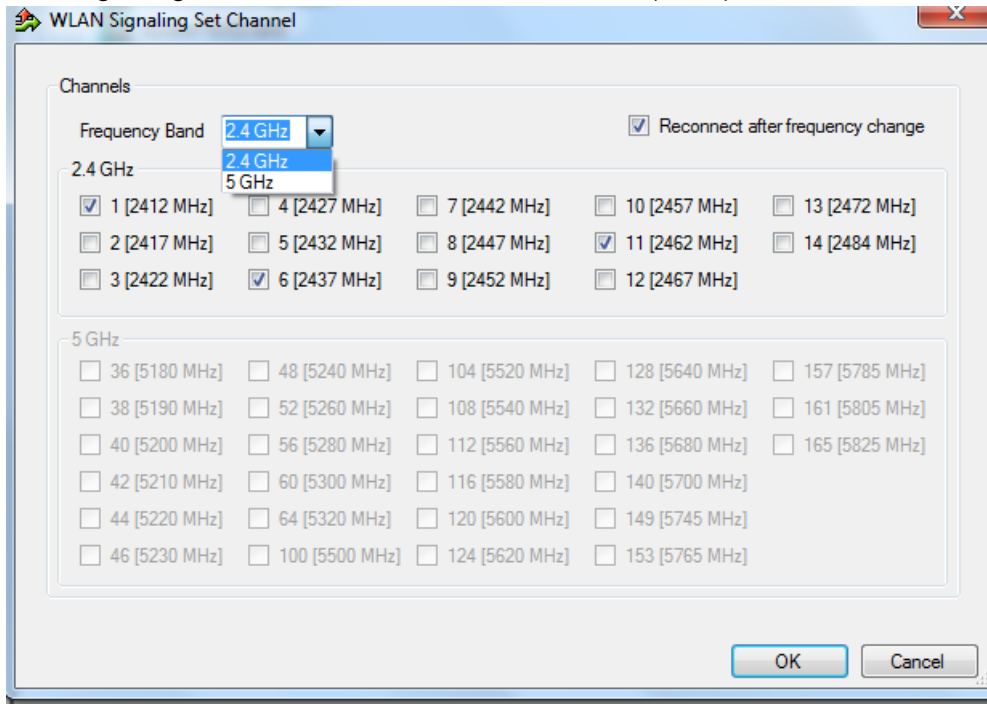 WLAN Signaling Set Channel
Channels
Frequency Band 2.4 GHz
Reconnect after frequency change
2.4 GHz
5 GHz
2.4 GHz
1 [2412 MHz] 4 [2427 MHz] 7 [2442 MHz] 10 [2457 MHz] 13 [2472 MHz]
2 [2417 MHz] 5 [2432 MHz] 8 [2447 MHz] 11 [2462 MHz] 14 [2484 MHz]
3 [2422 MHz] 6 [2437 MHz] 9 [2452 MHz] 12 [2467 MHz]
5 GHz
36 [5180 MHz] 48 [5240 MHz] 104 [5520 MHz] 128 [5640 MHz] 157 [5785 MHz]
38 [5190 MHz] 52 [5260 MHz] 108 [5540 MHz] 132 [5660 MHz] 161 [5805 MHz]
40 [5200 MHz] 56 [5280 MHz] 112 [5560 MHz] 136 [5680 MHz] 165 [5825 MHz]
42 [5210 MHz] 60 [5300 MHz] 116 [5580 MHz] 140 [5700 MHz]
44 [5220 MHz] 64 [5320 MHz] 120 [5600 MHz] 149 [5745 MHz]
46 [5230 MHz] 100 [5500 MHz] 124 [5620 MHz] 153 [5765 MHz]
OK Cancel